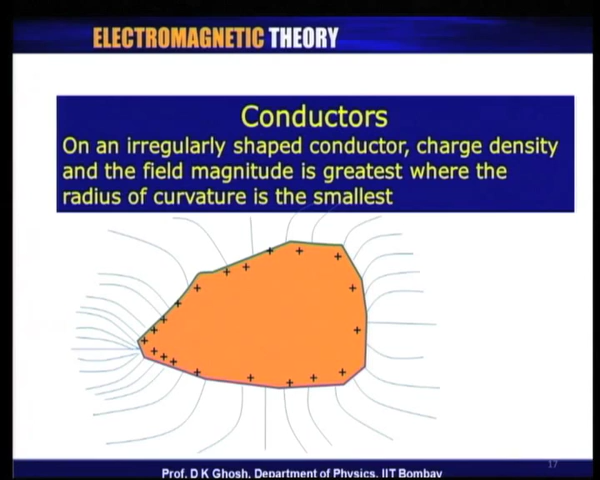 ELECTROMAGNETIC THEORY
Conductors
On an irregularly shaped conductor, charge density
and the field magnitude is greatest where the
radius of curvature is the smallest
17
Prof. D K Ghosh, Department of Physics, IIT Bombay